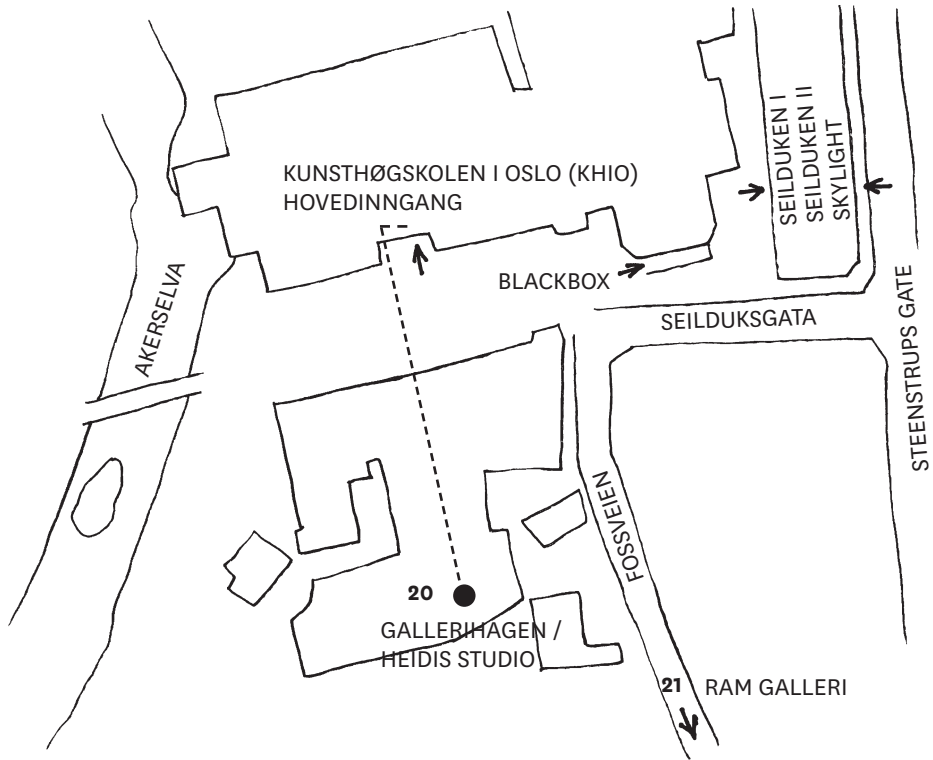 KUNSTHØGSKOLEN I OSLO (KHIO)
HOVEDINNGANG
SEILDUKEN I
SEILDUKEN II
SKYLIGHT
BLACKBOX
AKERSELVA
SEILDUKSGATA
STEENSTRUPS GATE
FOSSVEIEN
20
GALLERIHAGEN /
HEIDIS STUDIO
21 RAM GALLERI